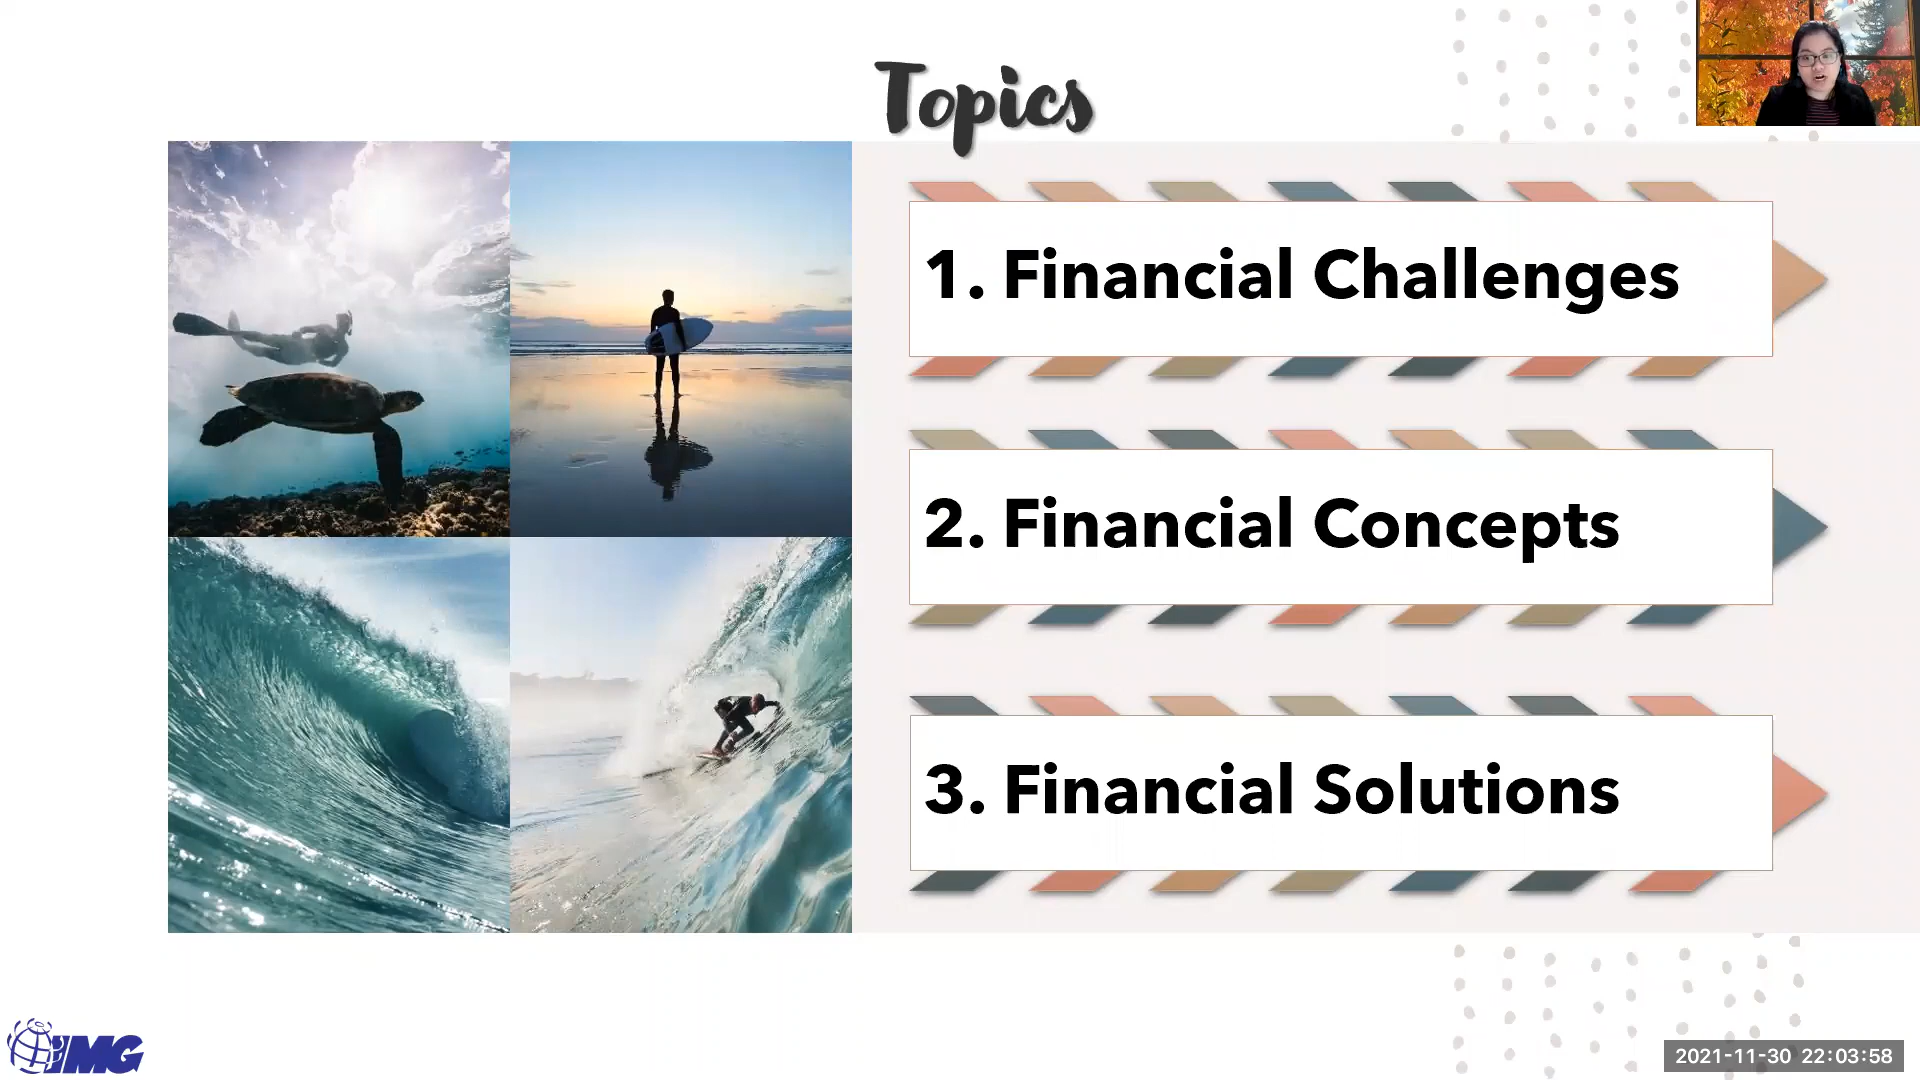 Topics
1. Financial Challenges
2. Financial Concepts
3. Financial Solutions
IMG
2021-11-30 22:03:58